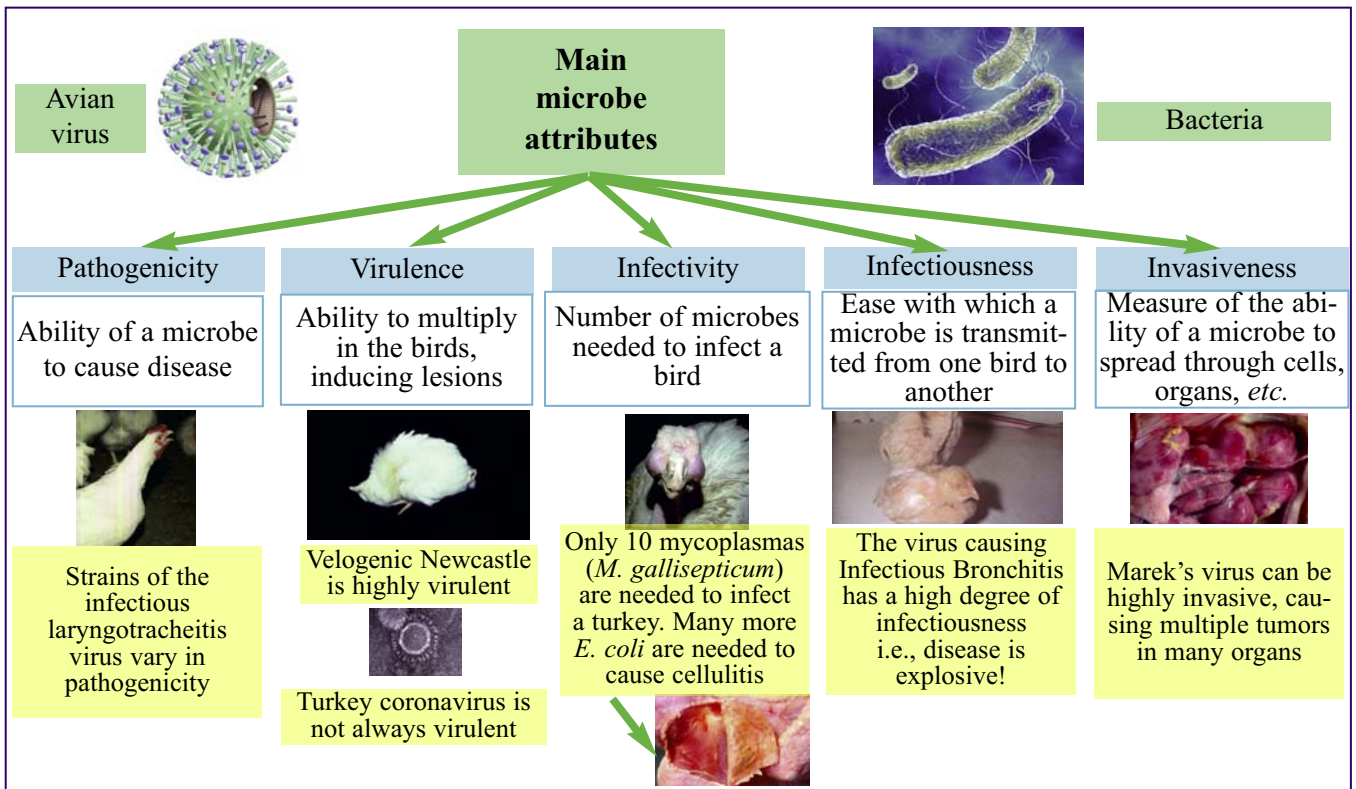 Main
microbe
attributes
Avian
virus
Bacteria
Pathogenicity
Ability of a microbe
to cause disease
Strains of the
infectious
laryngotracheitis
virus vary in
pathogenicity
Virulence
Ability to multiply
in the birds,
inducing lesions
Velogenic Newcastle
is highly virulent
Turkey coronavirus is
not always virulent
Infectivity
Number of microbes
needed to infect a
bird
Only 10 mycoplasmas
(M. gallisepticum)
are needed to infect
a turkey. Many more
E. coli are needed to
cause cellulitis
Infectiousness
Ease with which a
microbe is transmit-
ted from one bird to
another
The virus causing
Infectious Bronchitis
has a high degree of
infectiousness
i.e., disease is
explosive!
Invasiveness
Measure of the abi-
lity of a microbe to
spread through cells,
organs, etc.
Marek’s virus can be
highly invasive, cau-
sing multiple tumors
in many organs